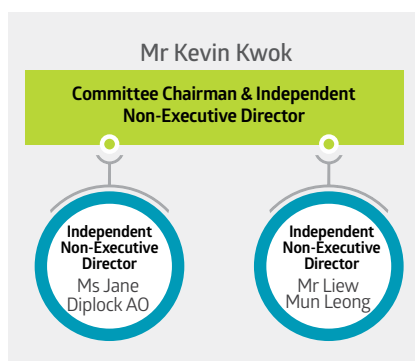 Mr Kevin Kwok
Committee Chairman & Independent
Non-Executive Director
Independent
Non-Executive
Director
Ms Jane
Diplock AO
Independent
Non-Executive
Director
Mr Liew
Mun Leong